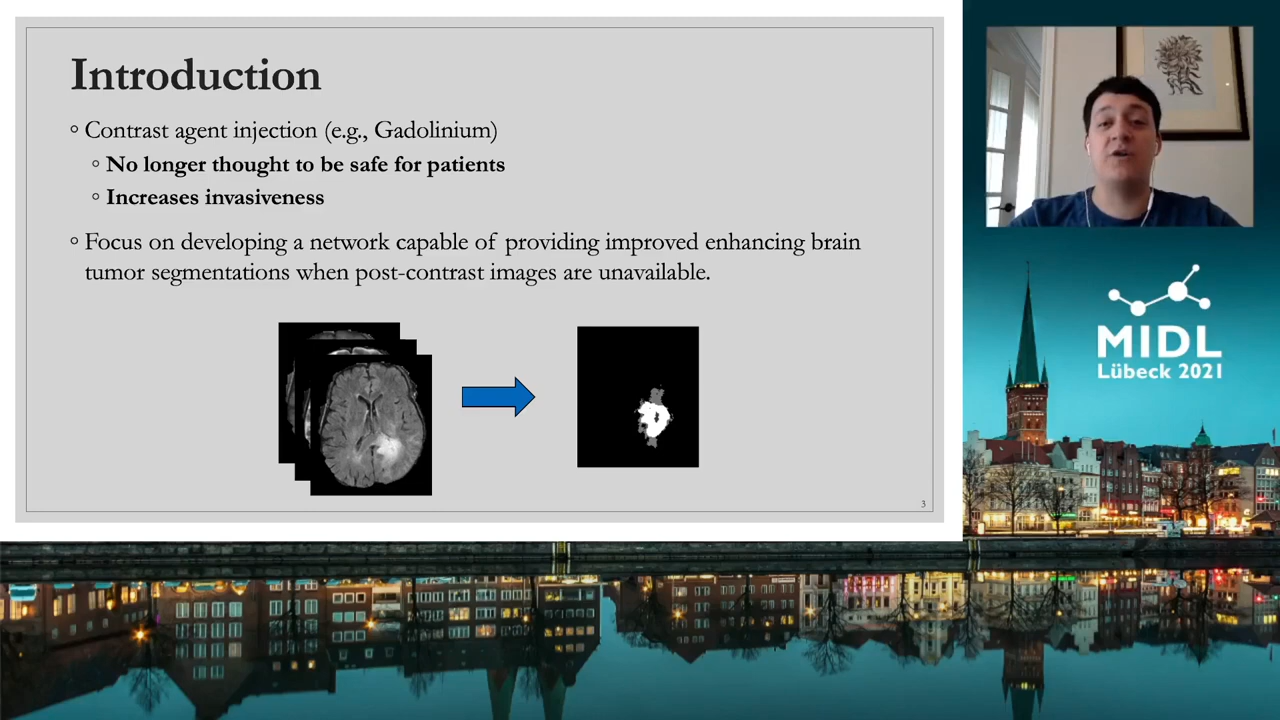 Introduction
◦ Contrast agent injection (e.g., Gadolinium)
◦ No longer thought to be safe for patients
◦ Increases invasiveness
◦ Focus on developing a network capable of providing improved enhancing brain
tumor segmentations when post-contrast images are unavailable.
3
MIDL
Lübeck 2021